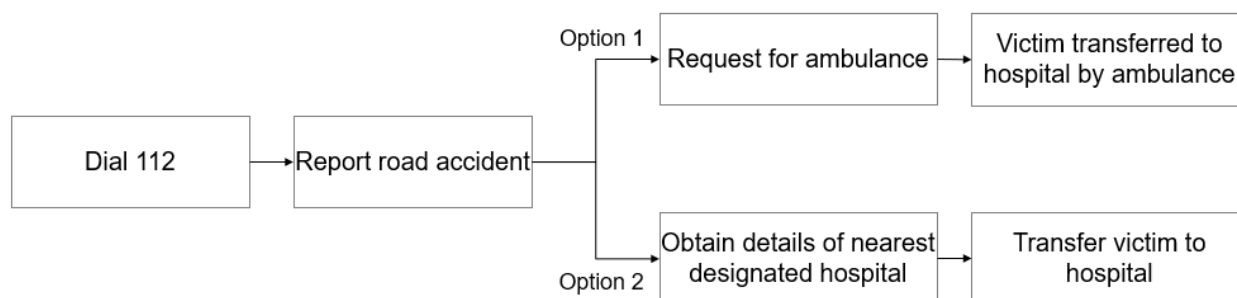 Option 1
Request for ambulance
Victim transferred to
hospital by ambulance
Dial 112
Report road accident
Option 2
Obtain details of nearest
designated hospital
Transfer victim to
hospital